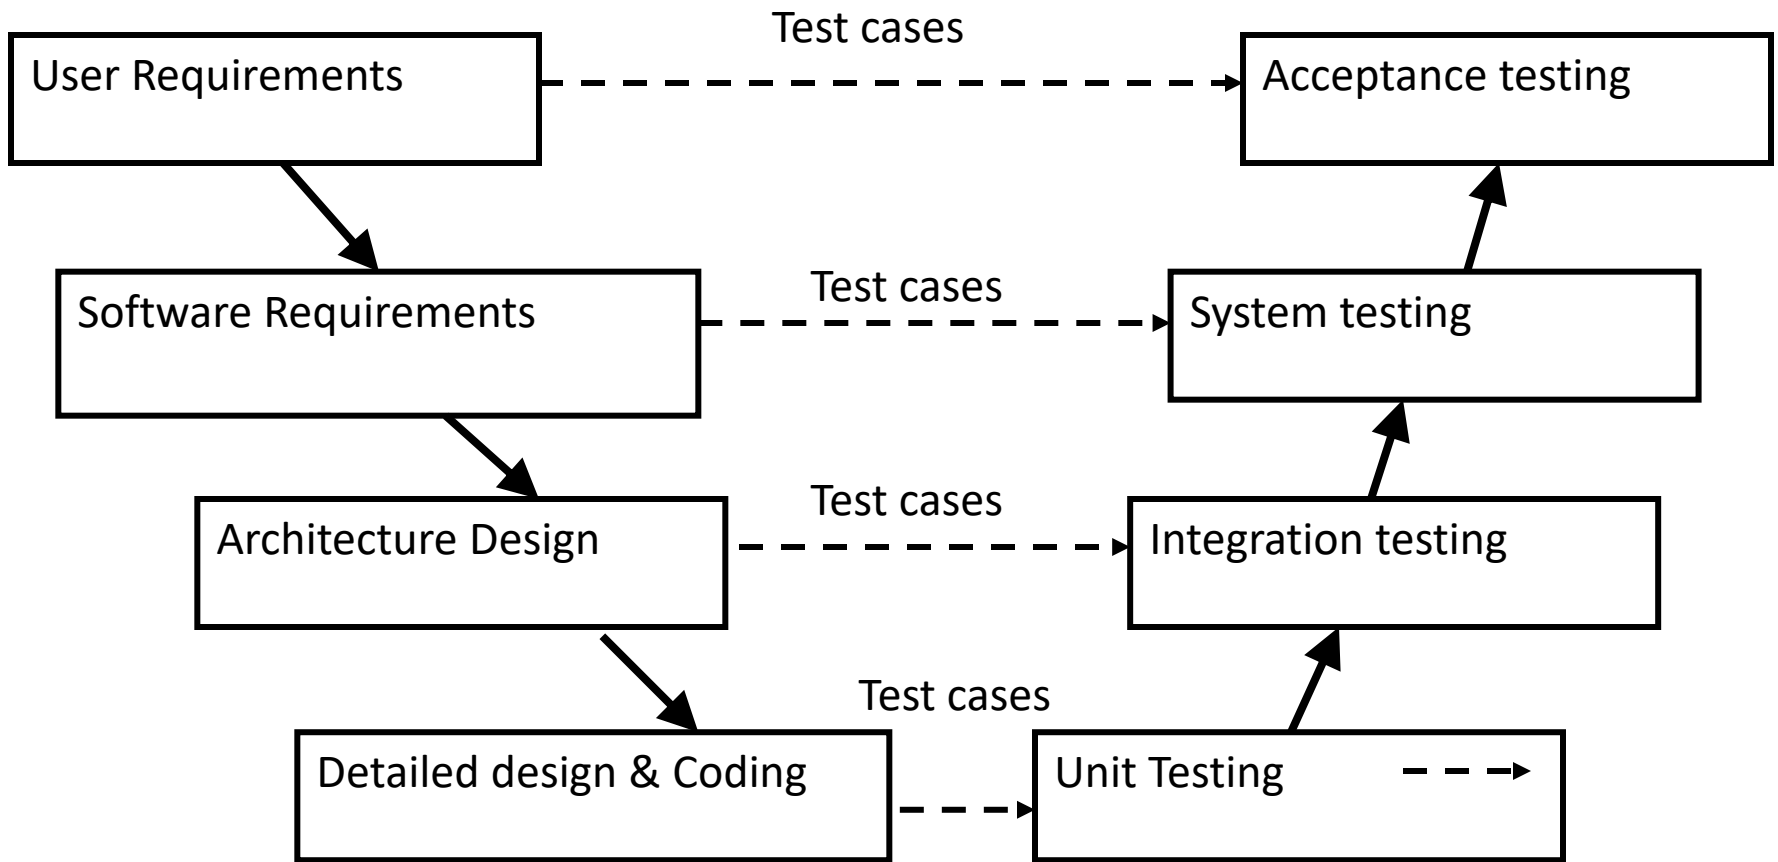 Test cases
User Requirements
Acceptance testing
Test cases
Software Requirements
System testing
Test cases
Architecture Design
Integration testing
Test cases
Detailed design & Coding
Unit Testing